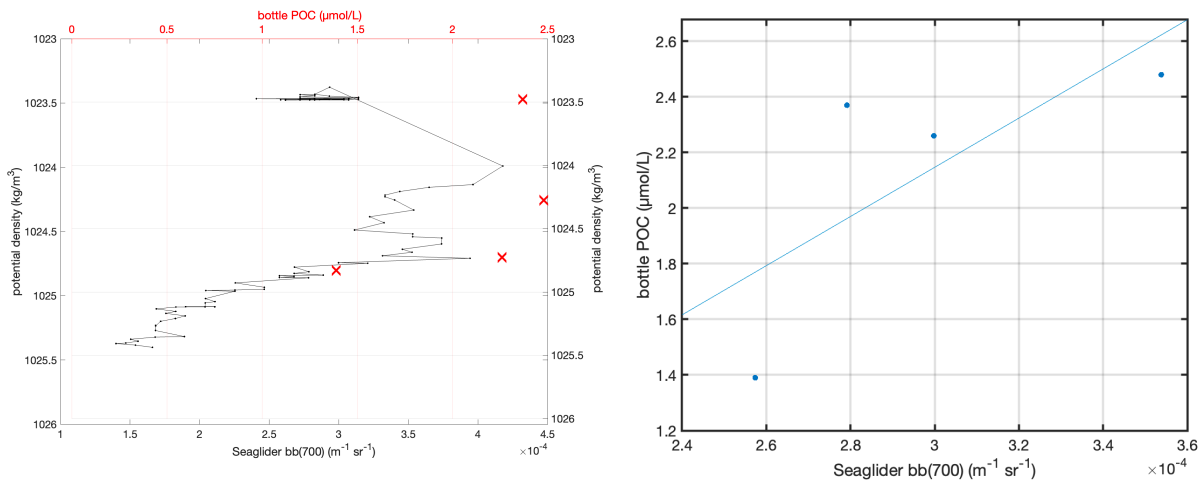 bottle POC (μmol/L)
0 0.5 1 1.5 2 2.5
1023 1023
1023.5 1023.5
1024 1024
1024.5 1024.5
1025 1025
1025.5 1025.5
1026 1026
potential density (kg/m³)
potential density (kg/m³)
1 1.5 2 2.5 3 3.5 4 4.5
Seaglider bb(700) (m⁻¹ sr⁻¹) ×10⁻⁴
2.6
2.4
2.2
2
1.8
1.6
1.4
1.2
bottle POC (μmol/L)
2.4 2.6 2.8 3 3.2 3.4 3.6
Seaglider bb(700) (m⁻¹ sr⁻¹) ×10⁻⁴